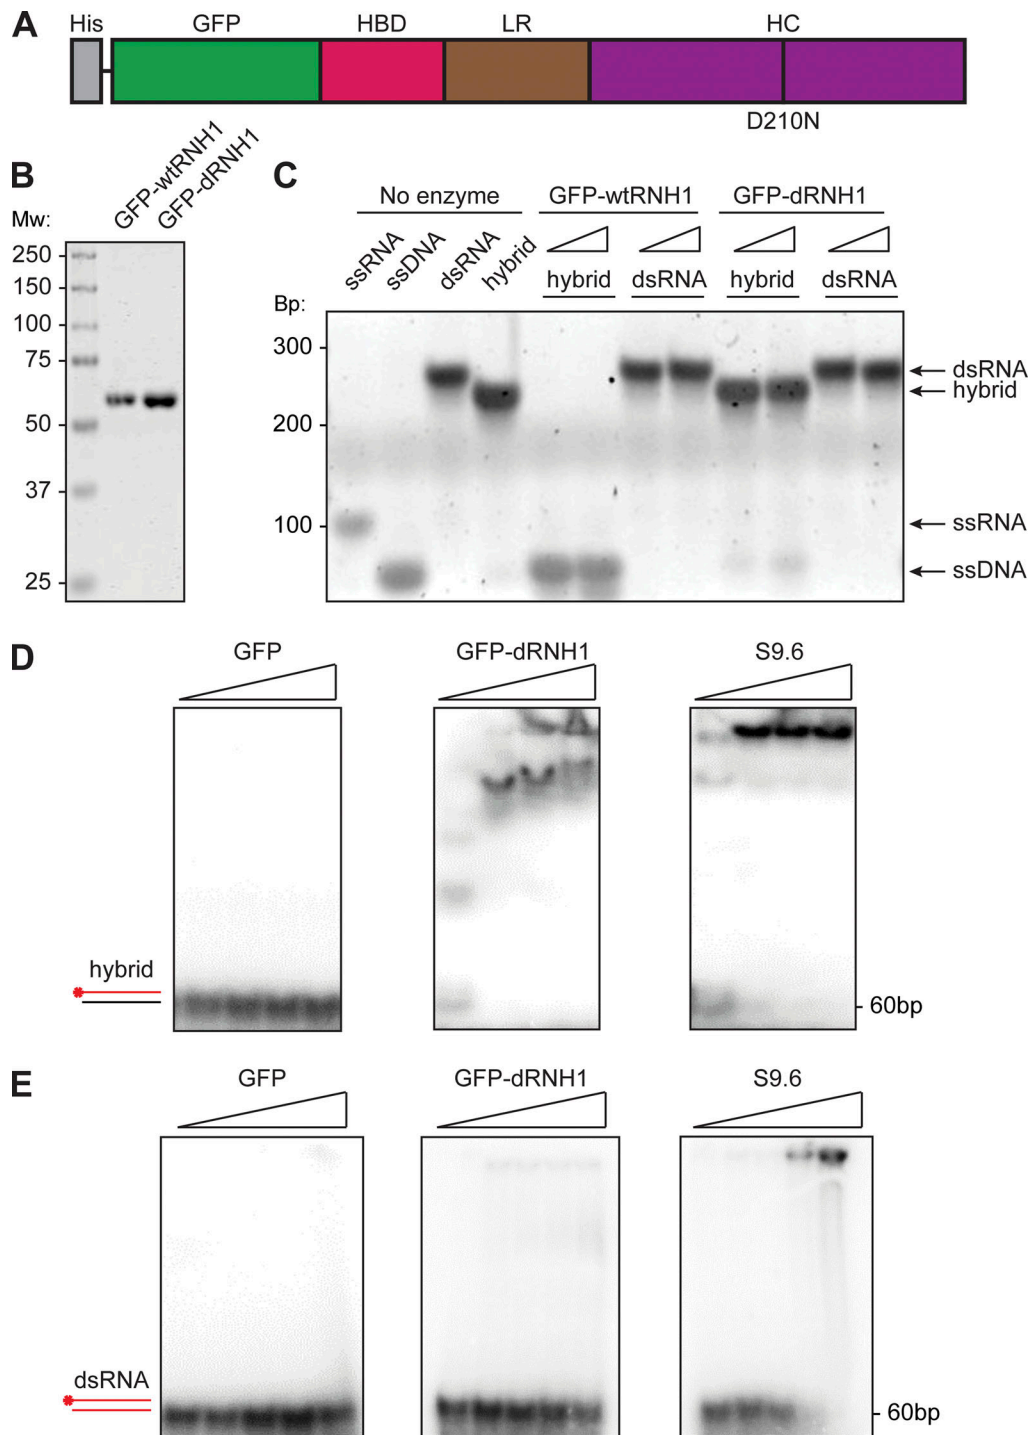 A
His GFP HBD LR HC
D210N
B
GFP-wtRNH1
GFP-dRNH1
Mw:
250
150
100
75
50
37
25
C
No enzyme GFP-wtRNH1 GFP-dRNH1
ssRNA ssDNA dsRNA hybrid
hybrid dsRNA hybrid dsRNA
Bp:
300
200
100
dsRNA
hybrid
ssRNA
ssDNA
D
GFP GFP-dRNH1 S9.6
hybrid
60bp
E
GFP GFP-dRNH1 S9.6
dsRNA
60bp